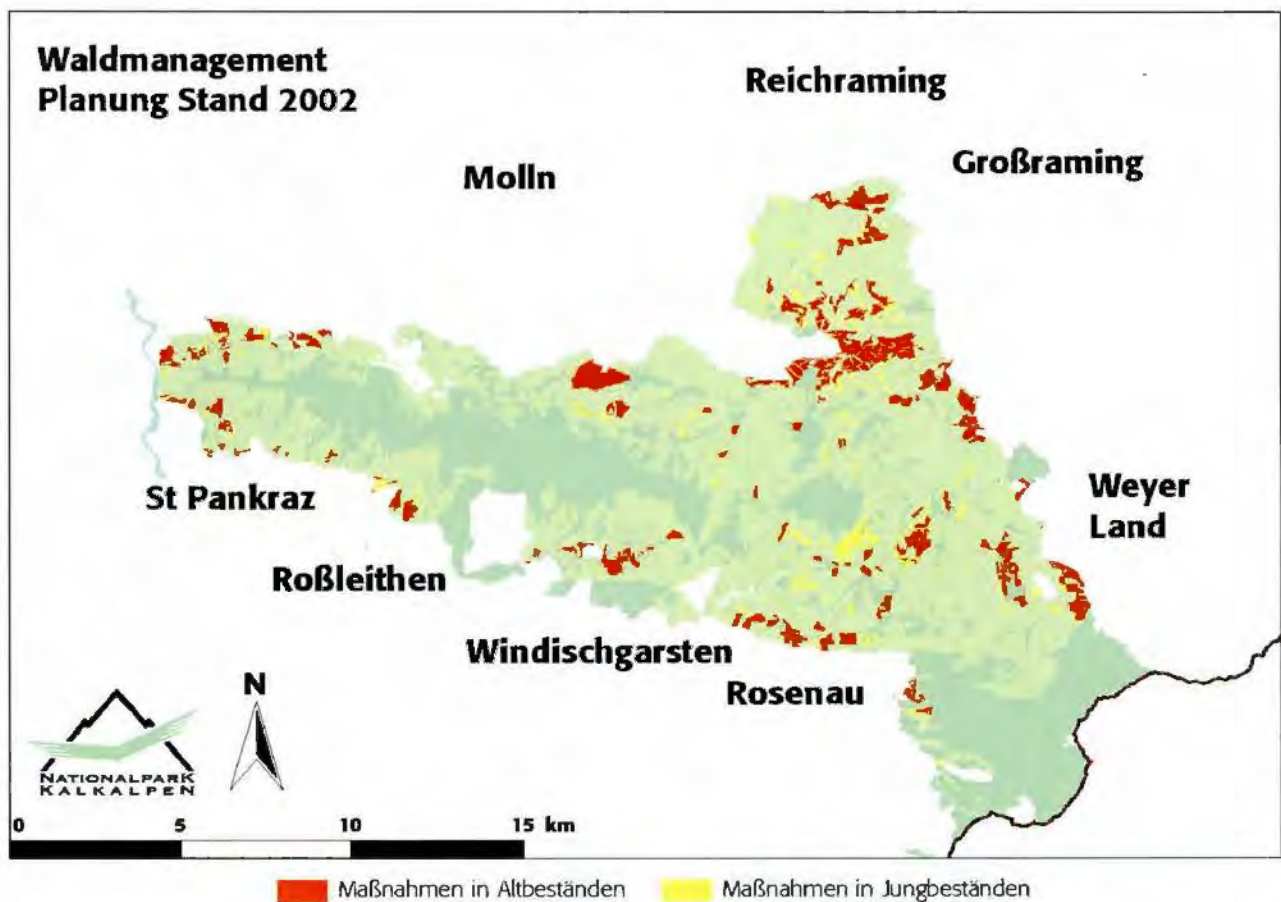 Waldmanagement
Planung Stand 2002
Reichraming
Großraming
Molln
St Pankraz
Weyer
Land
Roßleithen
Windischgarsten
Rosenau
N
NATIONALPARK
KALKALPEN
0 5 10 15 km
Maßnahmen in Altbeständen Maßnahmen in Jungbeständen